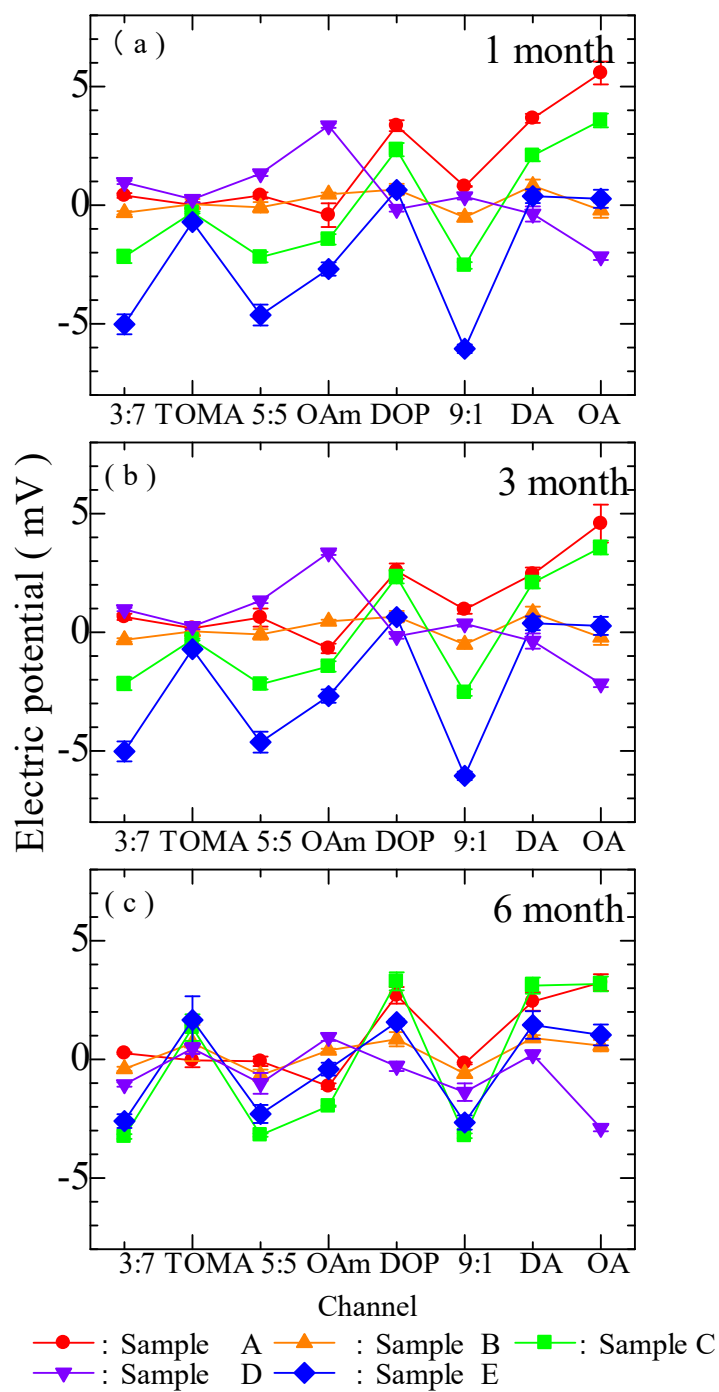 ( a )
1 month
5
0
-5
3:7 TOMA 5:5 OAm DOP 9:1 DA OA
( b )
3 month
5
0
-5
3:7 TOMA 5:5 OAm DOP 9:1 DA OA
Electric potential ( mV )
( c )
6 month
5
0
-5
3:7 TOMA 5:5 OAm DOP 9:1 DA OA
Channel
: Sample A : Sample B : Sample C
: Sample D : Sample E